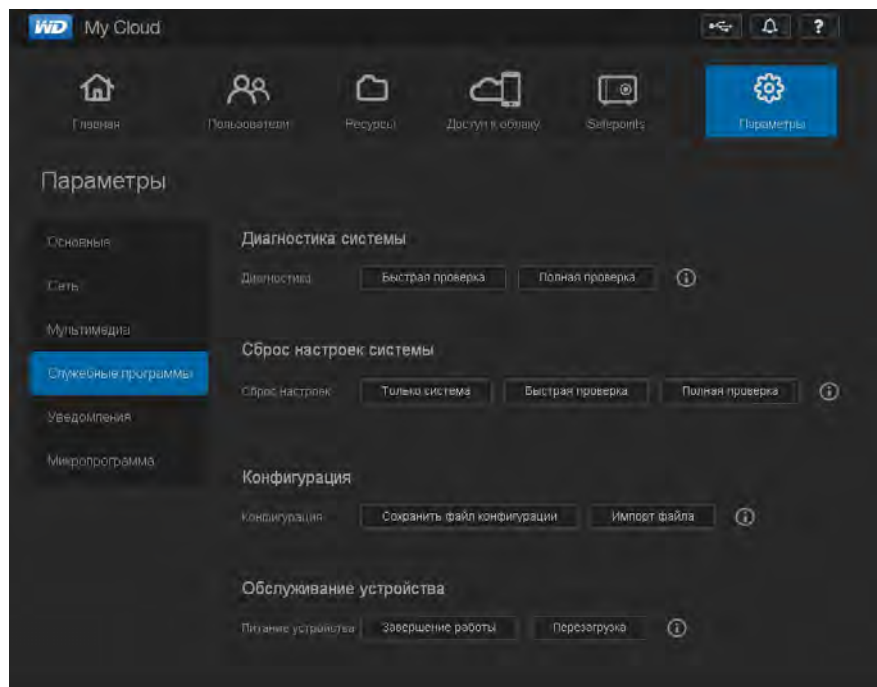 WD My Cloud ?
Главная Пользователи Ресурсы Доступ к облаку Safepoints Параметры
Параметры
Основные
Сеть
Мультимедиа
Служебные программы
Уведомления
Микропрограмма
Диагностика системы
Диагностика Быстрая проверка Полная проверка
Сброс настроек системы
Сброс настроек Только система Быстрая проверка Полная проверка
Конфигурация
Конфигурация Сохранить файл конфигурации Импорт файла
Обслуживание устройства
Питание устройства Завершение работы Перезагрузка